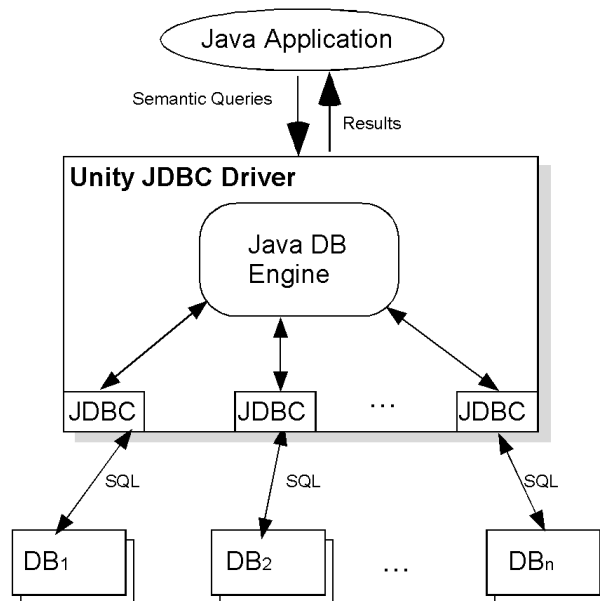 Java Application
Semantic Queries
Results
Unity JDBC Driver
Java DB
Engine
JDBC
JDBC
...
JDBC
SQL
SQL
SQL
DB1
DB2
...
DBn